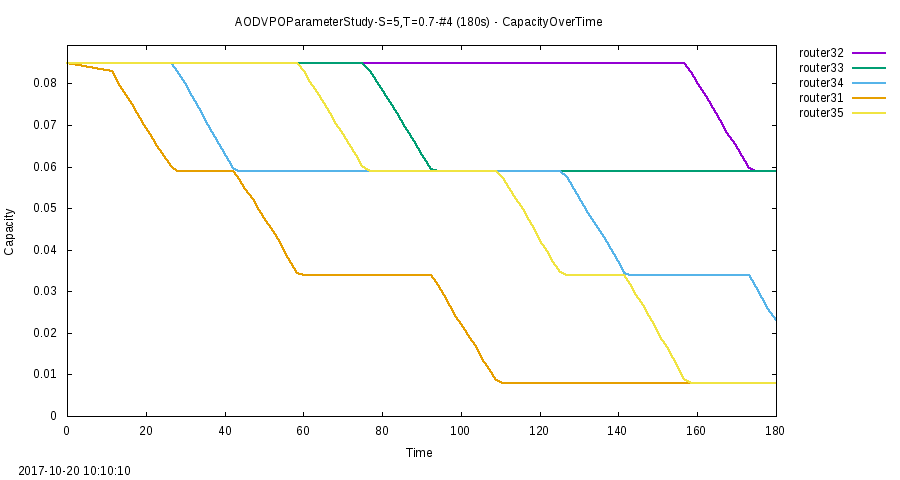 AODVPOParameterStudy-S=5,T=0.7-#4 (180s) - CapacityOverTime
router32
router33
router34
router31
router35
0.08
0.07
0.06
0.05
0.04
0.03
0.02
0.01
0
Capacity
0 20 40 60 80 100 120 140 160 180
Time
2017-10-20 10:10:10